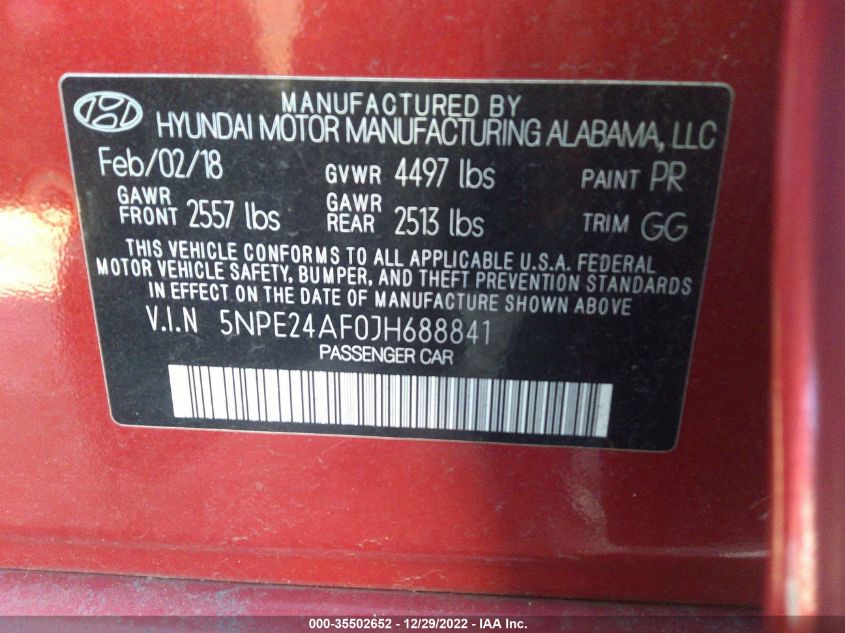 MANUFACTURED BY
HYUNDAI MOTOR MANUFACTURING ALABAMA, LLC
Feb/02/18 GVWR 4497 lbs PAINT PR
GAWR FRONT 2557 lbs GAWR REAR 2513 lbs TRIM GG
THIS VEHICLE CONFORMS TO ALL APPLICABLE U.S.A. FEDERAL
MOTOR VEHICLE SAFETY, BUMPER, AND THEFT PREVENTION STANDARDS
IN EFFECT ON THE DATE OF MANUFACTURE SHOWN ABOVE
V.I.N 5NPE24AF0JH688841
PASSENGER CAR
000-35502652 - 12/29/2022 - IAA Inc.